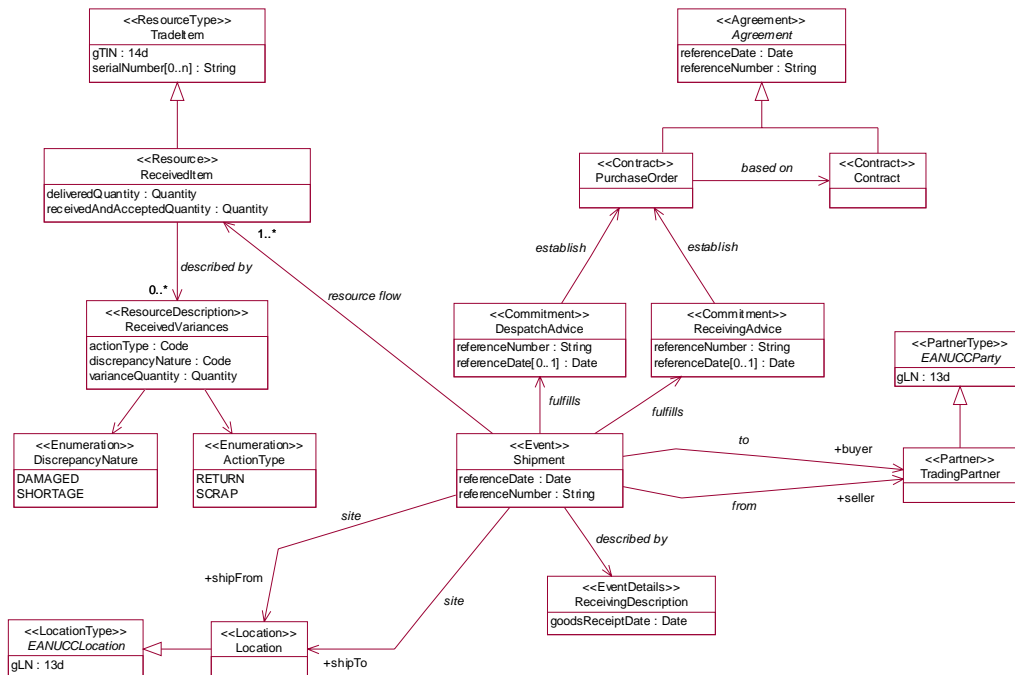 <<ResourceType>>
TradeItem
gTIN : 14d
serialNumber[0..n] : String
<<Agreement>>
Agreement
referenceDate : Date
referenceNumber : String
<<Resource>>
ReceivedItem
deliveredQuantity : Quantity
receivedAndAcceptedQuantity : Quantity
<<Contract>>
PurchaseOrder
based on
<<Contract>>
Contract
1..*
described by
0..*
resource flow
establish
establish
<<ResourceDescription>>
ReceivedVariances
actionType : Code
discrepancyNature : Code
varianceQuantity : Quantity
<<Commitment>>
DespatchAdvice
referenceNumber : String
referenceDate[0..1] : Date
<<Commitment>>
ReceivingAdvice
referenceNumber : String
referenceDate[0..1] : Date
<<PartnerType>>
EANUCCParty
gLN : 13d
fulfills
fulfills
<<Enumeration>>
DiscrepancyNature
DAMAGED
SHORTAGE
<<Enumeration>>
ActionType
RETURN
SCRAP
<<Event>>
Shipment
referenceDate : Date
referenceNumber : String
to
+buyer
<<Partner>>
TradingPartner
from
+seller
site
described by
+shipFrom
site
<<EventDetails>>
ReceivingDescription
goodsReceiptDate : Date
<<LocationType>>
EANUCCLocation
gLN : 13d
<<Location>>
Location
+shipTo